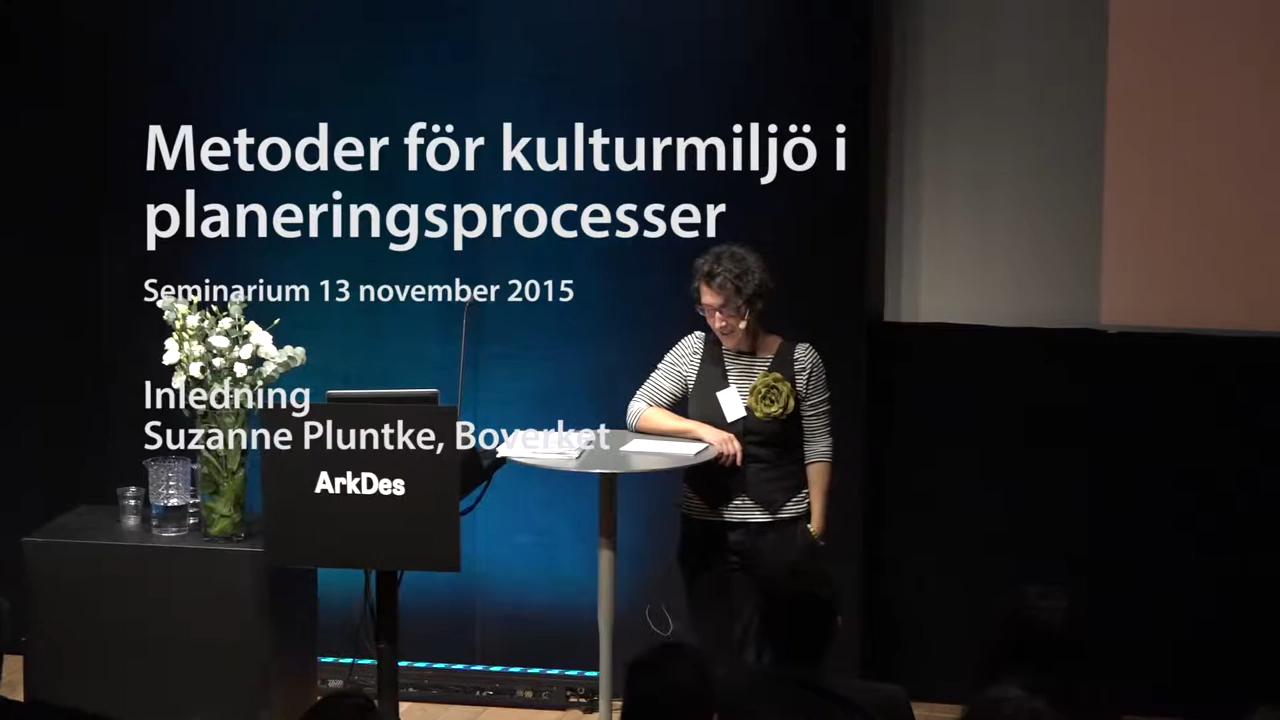 Metoder för kulturmiljö i
planeringsprocesser
Seminarium 13 november 2015
Inledning
Suzanne Pluntke, Boverket
ArkDes